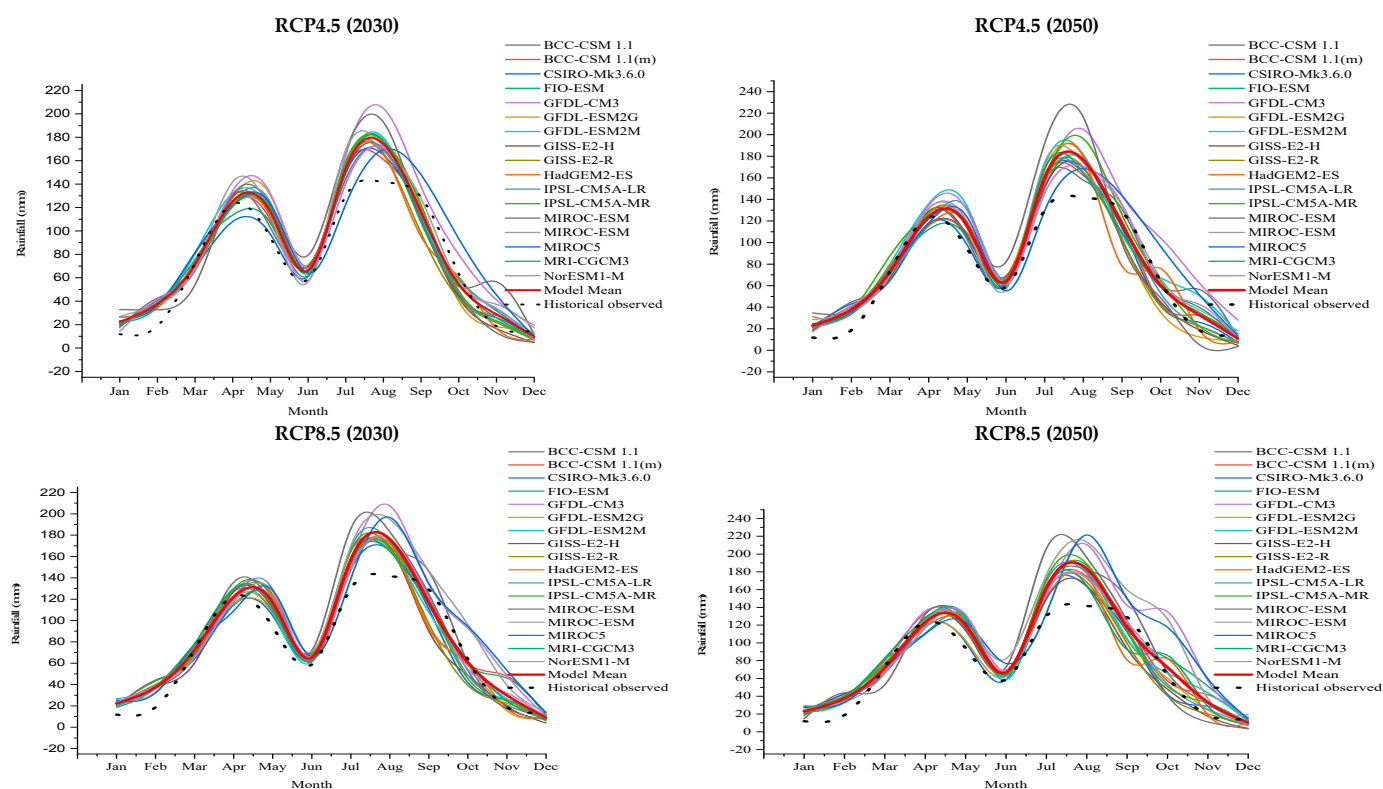 RCP4.5 (2030)
BCC-CSM 1.1
BCC-CSM 1.1(m)
CSIRO-Mk3.6.0
FIO-ESM
GFDL-CM3
GFDL-ESM2G
GFDL-ESM2M
GISS-E2-H
GISS-E2-R
HadGEM2-ES
IPSL-CM5A-LR
IPSL-CM5A-MR
MIROC-ESM
MIROC-ESM
MIROC5
MRI-CGCM3
NorESM1-M
Model Mean
Historical observed
220
200
180
160
140
120
100
80
60
40
20
0
-20
Rainfall (mm)
Jan Feb Mar Apr May Jun Jul Aug Sep Oct Nov Dec
Month
RCP4.5 (2050)
BCC-CSM 1.1
BCC-CSM 1.1(m)
CSIRO-Mk3.6.0
FIO-ESM
GFDL-CM3
GFDL-ESM2G
GFDL-ESM2M
GISS-E2-H
GISS-E2-R
HadGEM2-ES
IPSL-CM5A-LR
IPSL-CM5A-MR
MIROC-ESM
MIROC-ESM
MIROC5
MRI-CGCM3
NorESM1-M
Model Mean
Historical observed
240
220
200
180
160
140
120
100
80
60
40
20
0
-20
Rainfall (mm)
Jan Feb Mar Apr May Jun Jul Aug Sep Oct Nov Dec
Month
RCP8.5 (2030)
BCC-CSM 1.1
BCC-CSM 1.1(m)
CSIRO-Mk3.6.0
FIO-ESM
GFDL-CM3
GFDL-ESM2G
GFDL-ESM2M
GISS-E2-H
GISS-E2-R
HadGEM2-ES
IPSL-CM5A-LR
IPSL-CM5A-MR
MIROC-ESM
MIROC-ESM
MIROC5
MRI-CGCM3
NorESM1-M
Model Mean
Historical observed
220
200
180
160
140
120
100
80
60
40
20
0
-20
Rainfall (mm)
Jan Feb Mar Apr May Jun Jul Aug Sep Oct Nov Dec
Month
RCP8.5 (2050)
BCC-CSM 1.1
BCC-CSM 1.1(m)
CSIRO-Mk3.6.0
FIO-ESM
GFDL-CM3
GFDL-ESM2G
GFDL-ESM2M
GISS-E2-H
GISS-E2-R
HadGEM2-ES
IPSL-CM5A-LR
IPSL-CM5A-MR
MIROC-ESM
MIROC-ESM
MIROC5
MRI-CGCM3
NorESM1-M
Model Mean
Historical observed
240
220
200
180
160
140
120
100
80
60
40
20
0
-20
Rainfall (mm)
Jan Feb Mar Apr May Jun Jul Aug Sep Oct Nov Dec
Month